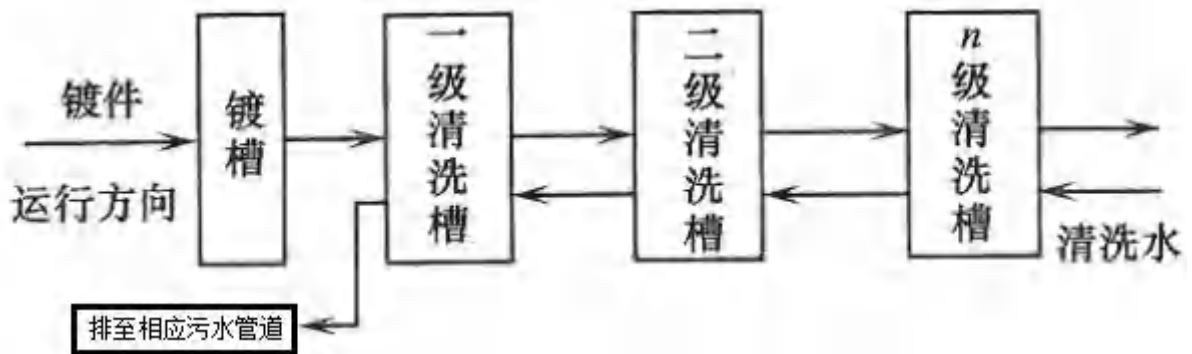 镀件
运行方向
镀槽
一级清洗槽
二级清洗槽
n级清洗槽
清洗水
排至相应污水管道